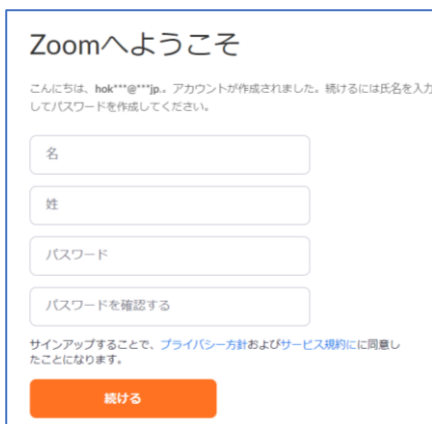 Zoomへようこそ
こんにちは、hok***@***jp.。アカウントが作成されました。続けるには氏名を入力
してパスワードを作成してください。
名
姓
パスワード
パスワードを確認する
サインアップすることで、プライバシー方針およびサービス規約にに同意し
たことになります。
続ける